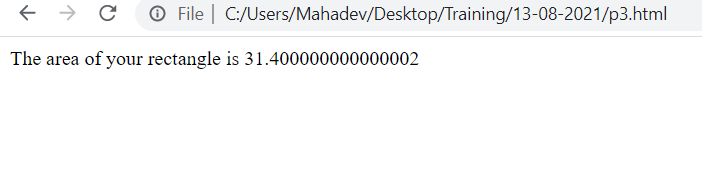 File | C:/Users/Mahadev/Desktop/Training/13-08-2021/p3.html
The area of your rectangle is 31.400000000000002